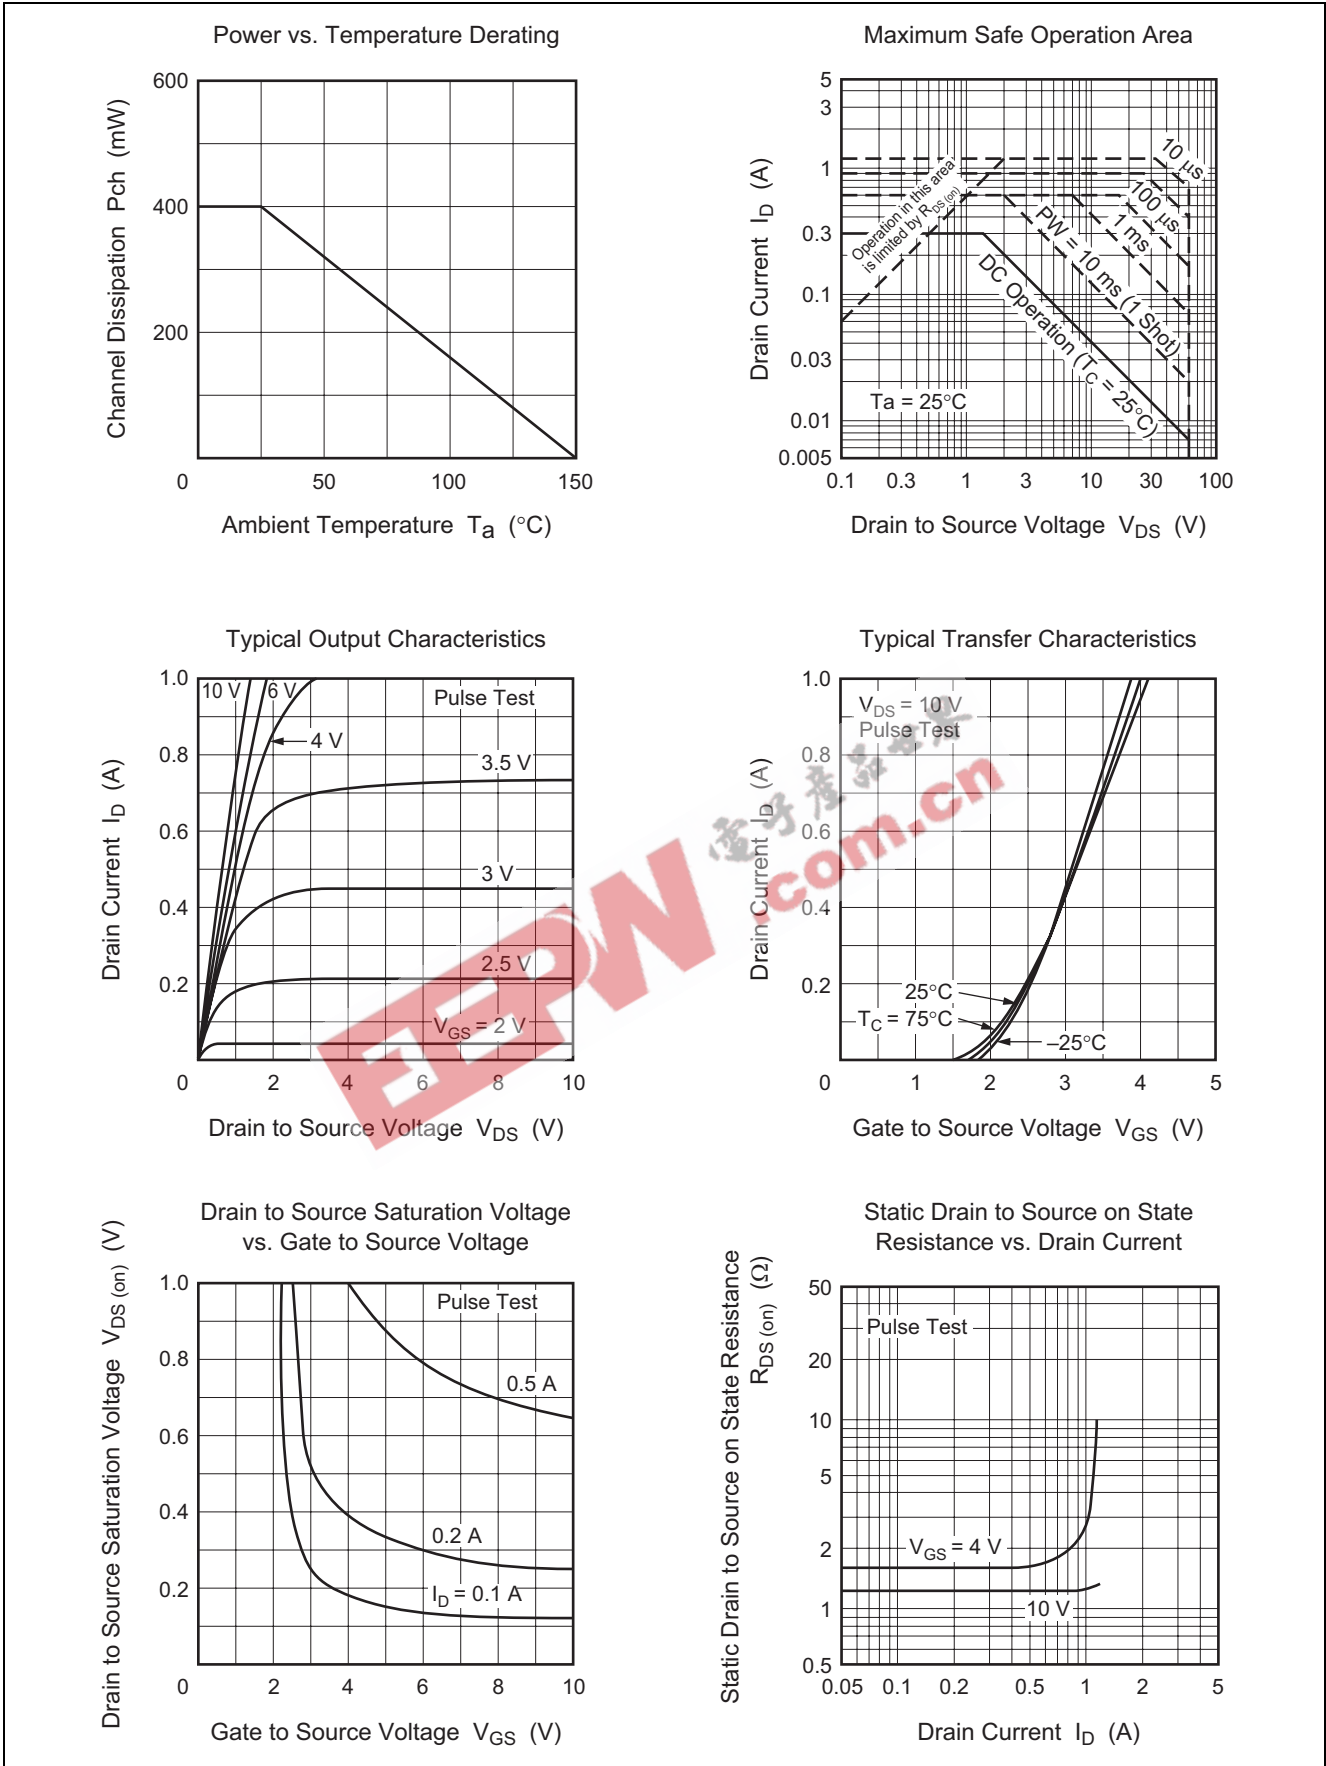 Power vs. Temperature Derating
Channel Dissipation Pch (mW)
600
400
200
0
50
100
150
Ambient Temperature Ta (°C)
Maximum Safe Operation Area
Drain Current ID (A)
5
3
1
0.3
0.1
0.03
0.01
0.005
0.1
0.3
1
3
10
30
100
Operation in this area
is limited by RDS (on)
10 μs
100 μs
1 ms
PW = 10 ms (1 Shot)
DC Operation (TC = 25°C)
Ta = 25°C
Drain to Source Voltage VDS (V)
Typical Output Characteristics
Drain Current ID (A)
1.0
0.8
0.6
0.4
0.2
0
2
4
6
8
10
10 V
6 V
Pulse Test
4 V
3.5 V
3 V
2.5 V
VGS = 2 V
Drain to Source Voltage VDS (V)
Typical Transfer Characteristics
Drain Current ID (A)
1.0
0.8
0.6
0.4
0.2
0
1
2
3
4
5
VDS = 10 V
Pulse Test
25°C
TC = 75°C
–25°C
Gate to Source Voltage VGS (V)
EEPW
.com.cn
電子產品世界
Drain to Source Saturation Voltage
vs. Gate to Source Voltage
Drain to Source Saturation Voltage VDS (on) (V)
1.0
0.8
0.6
0.4
0.2
0
2
4
6
8
10
Pulse Test
0.5 A
0.2 A
ID = 0.1 A
Gate to Source Voltage VGS (V)
Static Drain to Source on State
Resistance vs. Drain Current
Static Drain to Source on State Resistance
RDS (on) (Ω)
50
20
10
5
2
1
0.5
0.05
0.1
0.2
0.5
1
2
5
Pulse Test
VGS = 4 V
10 V
Drain Current ID (A)